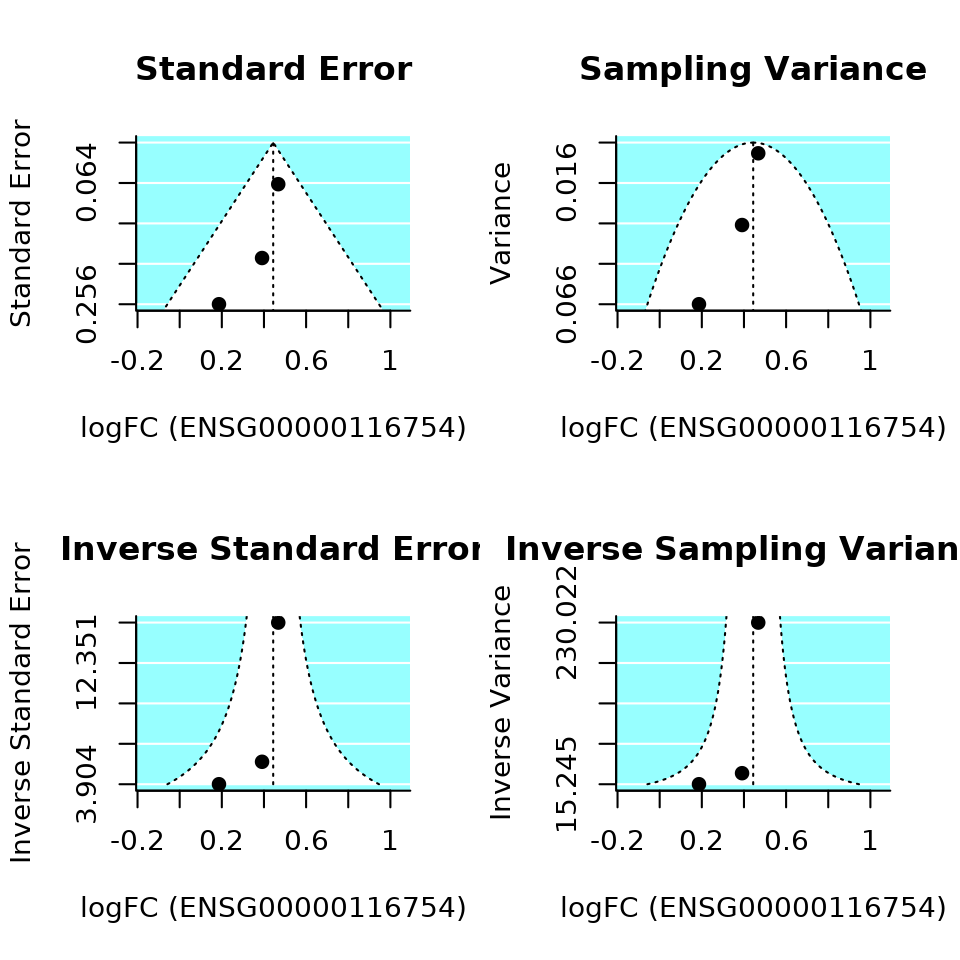 Standard Error
Standard Error
0.064
0.256
-0.2 0.2 0.6 1
logFC (ENSG00000116754)
Sampling Variance
Variance
0.016
0.066
-0.2 0.2 0.6 1
logFC (ENSG00000116754)
Inverse Standard Error
Inverse Standard Error
12.351
3.904
-0.2 0.2 0.6 1
logFC (ENSG00000116754)
Inverse Sampling Varian
Inverse Variance
230.022
15.245
-0.2 0.2 0.6 1
logFC (ENSG00000116754)